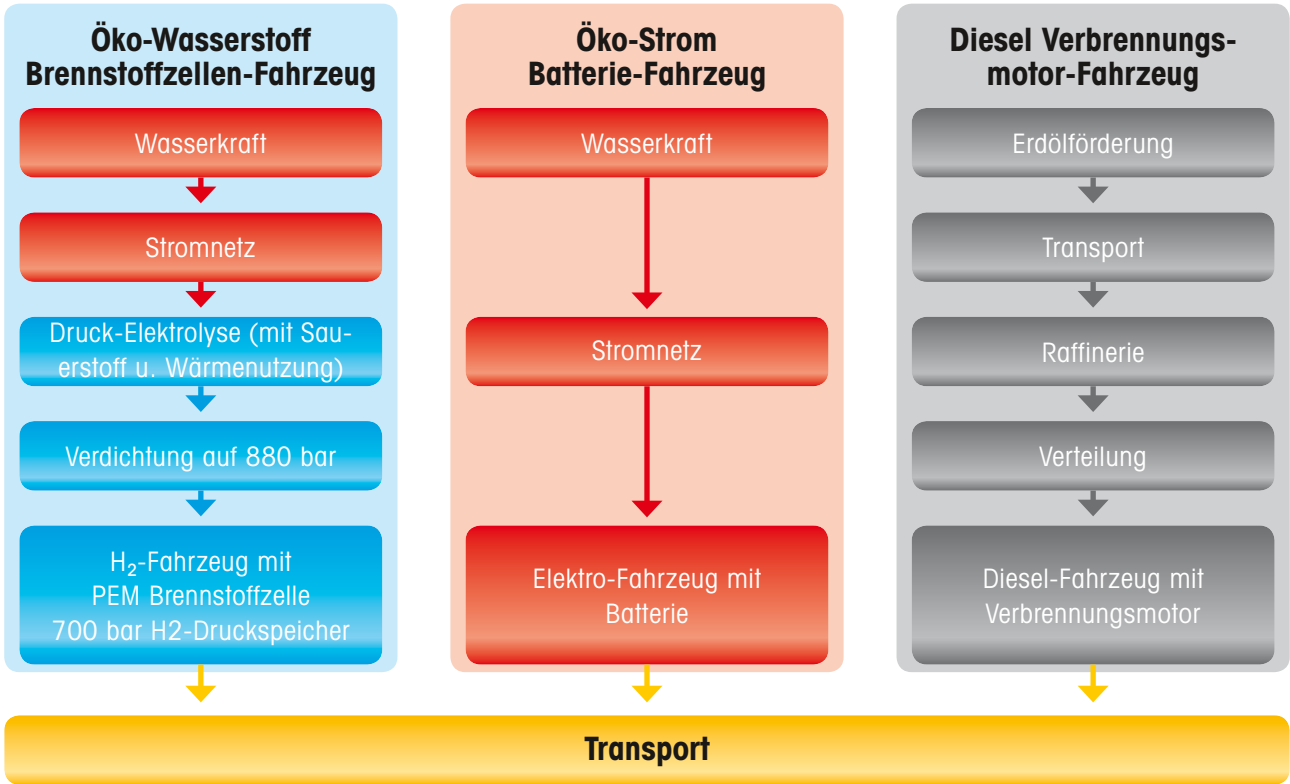 Öko-Wasserstoff
Brennstoffzellen-Fahrzeug
Wasserkraft
Stromnetz
Druck-Elektrolyse (mit Sau-
erstoff u. Wärmenutzung)
Verdichtung auf 880 bar
H₂-Fahrzeug mit
PEM Brennstoffzelle
700 bar H2-Druckspeicher
Öko-Strom
Batterie-Fahrzeug
Wasserkraft
Stromnetz
Elektro-Fahrzeug mit
Batterie
Diesel Verbrennungs-
motor-Fahrzeug
Erdölförderung
Transport
Raffinerie
Verteilung
Diesel-Fahrzeug mit
Verbrennungsmotor
Transport